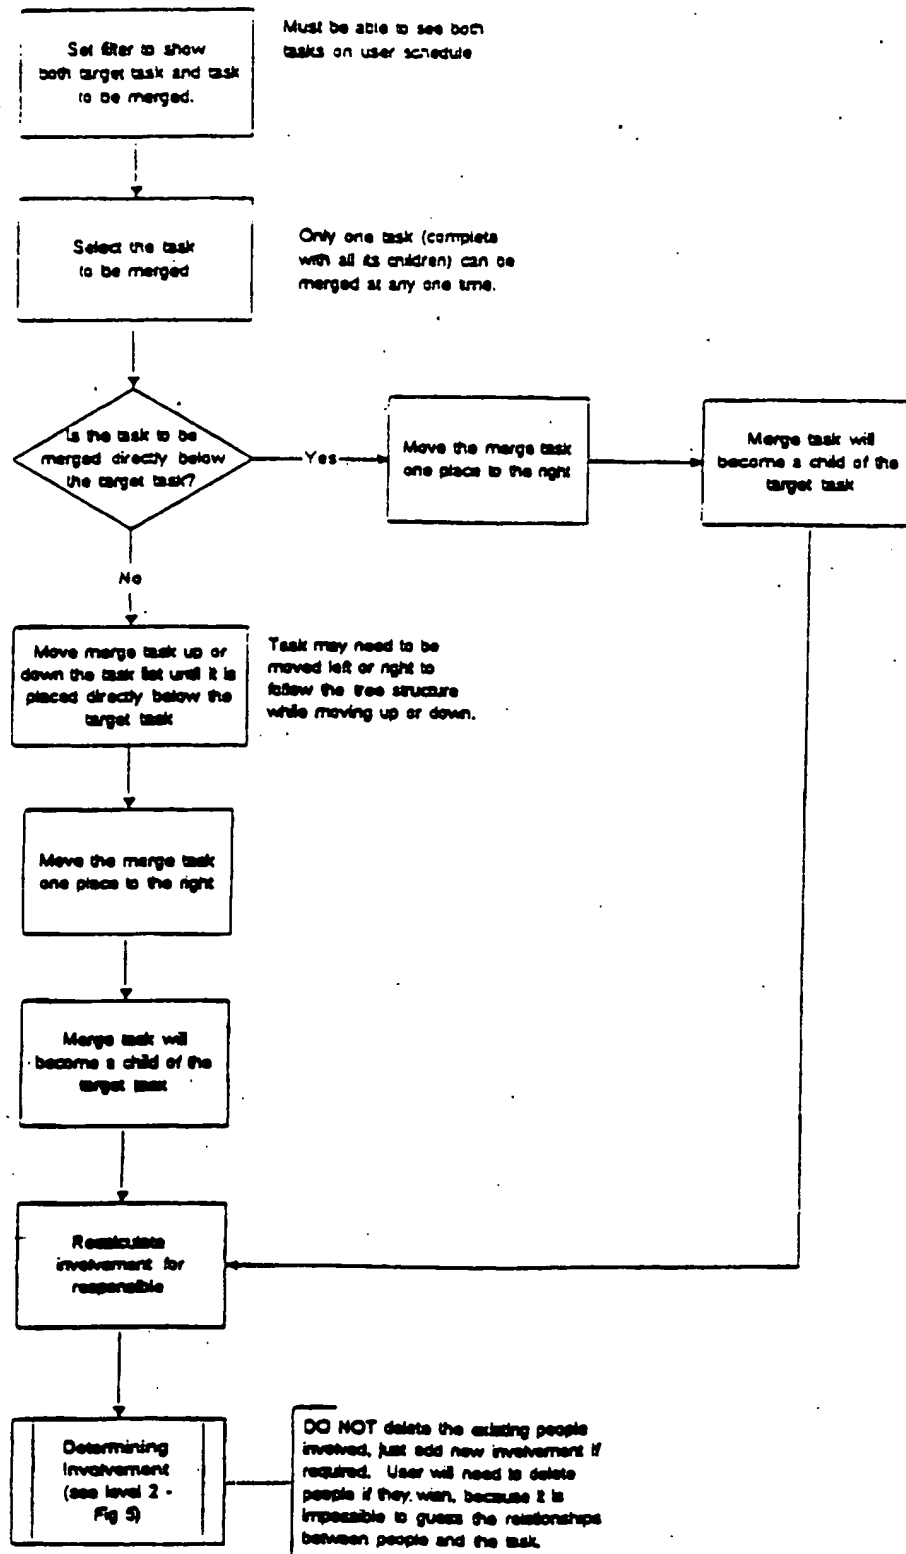 Set filter to show
both target task and task
to be merged.
Must be able to see both
tasks on user schedule
Select the task
to be merged
Only one task (complete
with all its children) can be
merged at any one time.
Is the task to be
merged directly below
the target task?
Yes
Move the merge task
one place to the right
Merge task will
become a child of the
target task
No
Move merge task up or
down the task list until it is
placed directly below the
target task
Task may need to be
moved left or right to
follow the tree structure
while moving up or down.
Move the merge task
one place to the right
Merge task will
become a child of the
target task
Recalculate
involvement for
responsible
Determining
Involvement
(see level 2 -
Fig 5)
DO NOT delete the existing people
involved, just add new involvement if
required. User will need to delete
people if they wish, because it is
impossible to guess the relationships
between people and the task.